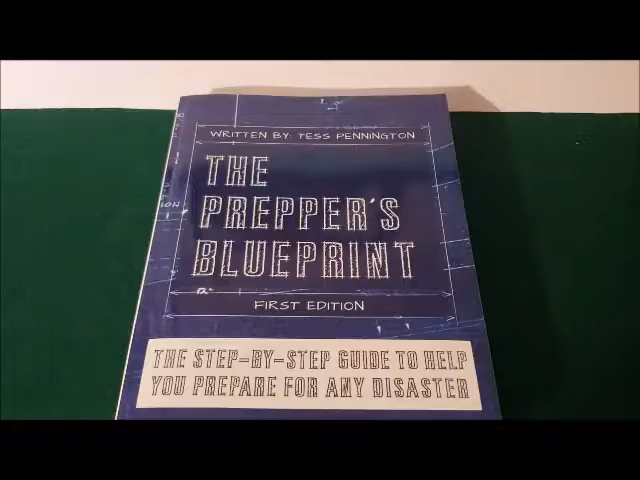 WRITTEN BY: TESS PENNINGTON
THE
PREPPER'S
BLUEPRINT
FIRST EDITION
THE STEP-BY-STEP GUIDE TO HELP
YOU PREPARE FOR ANY DISASTER